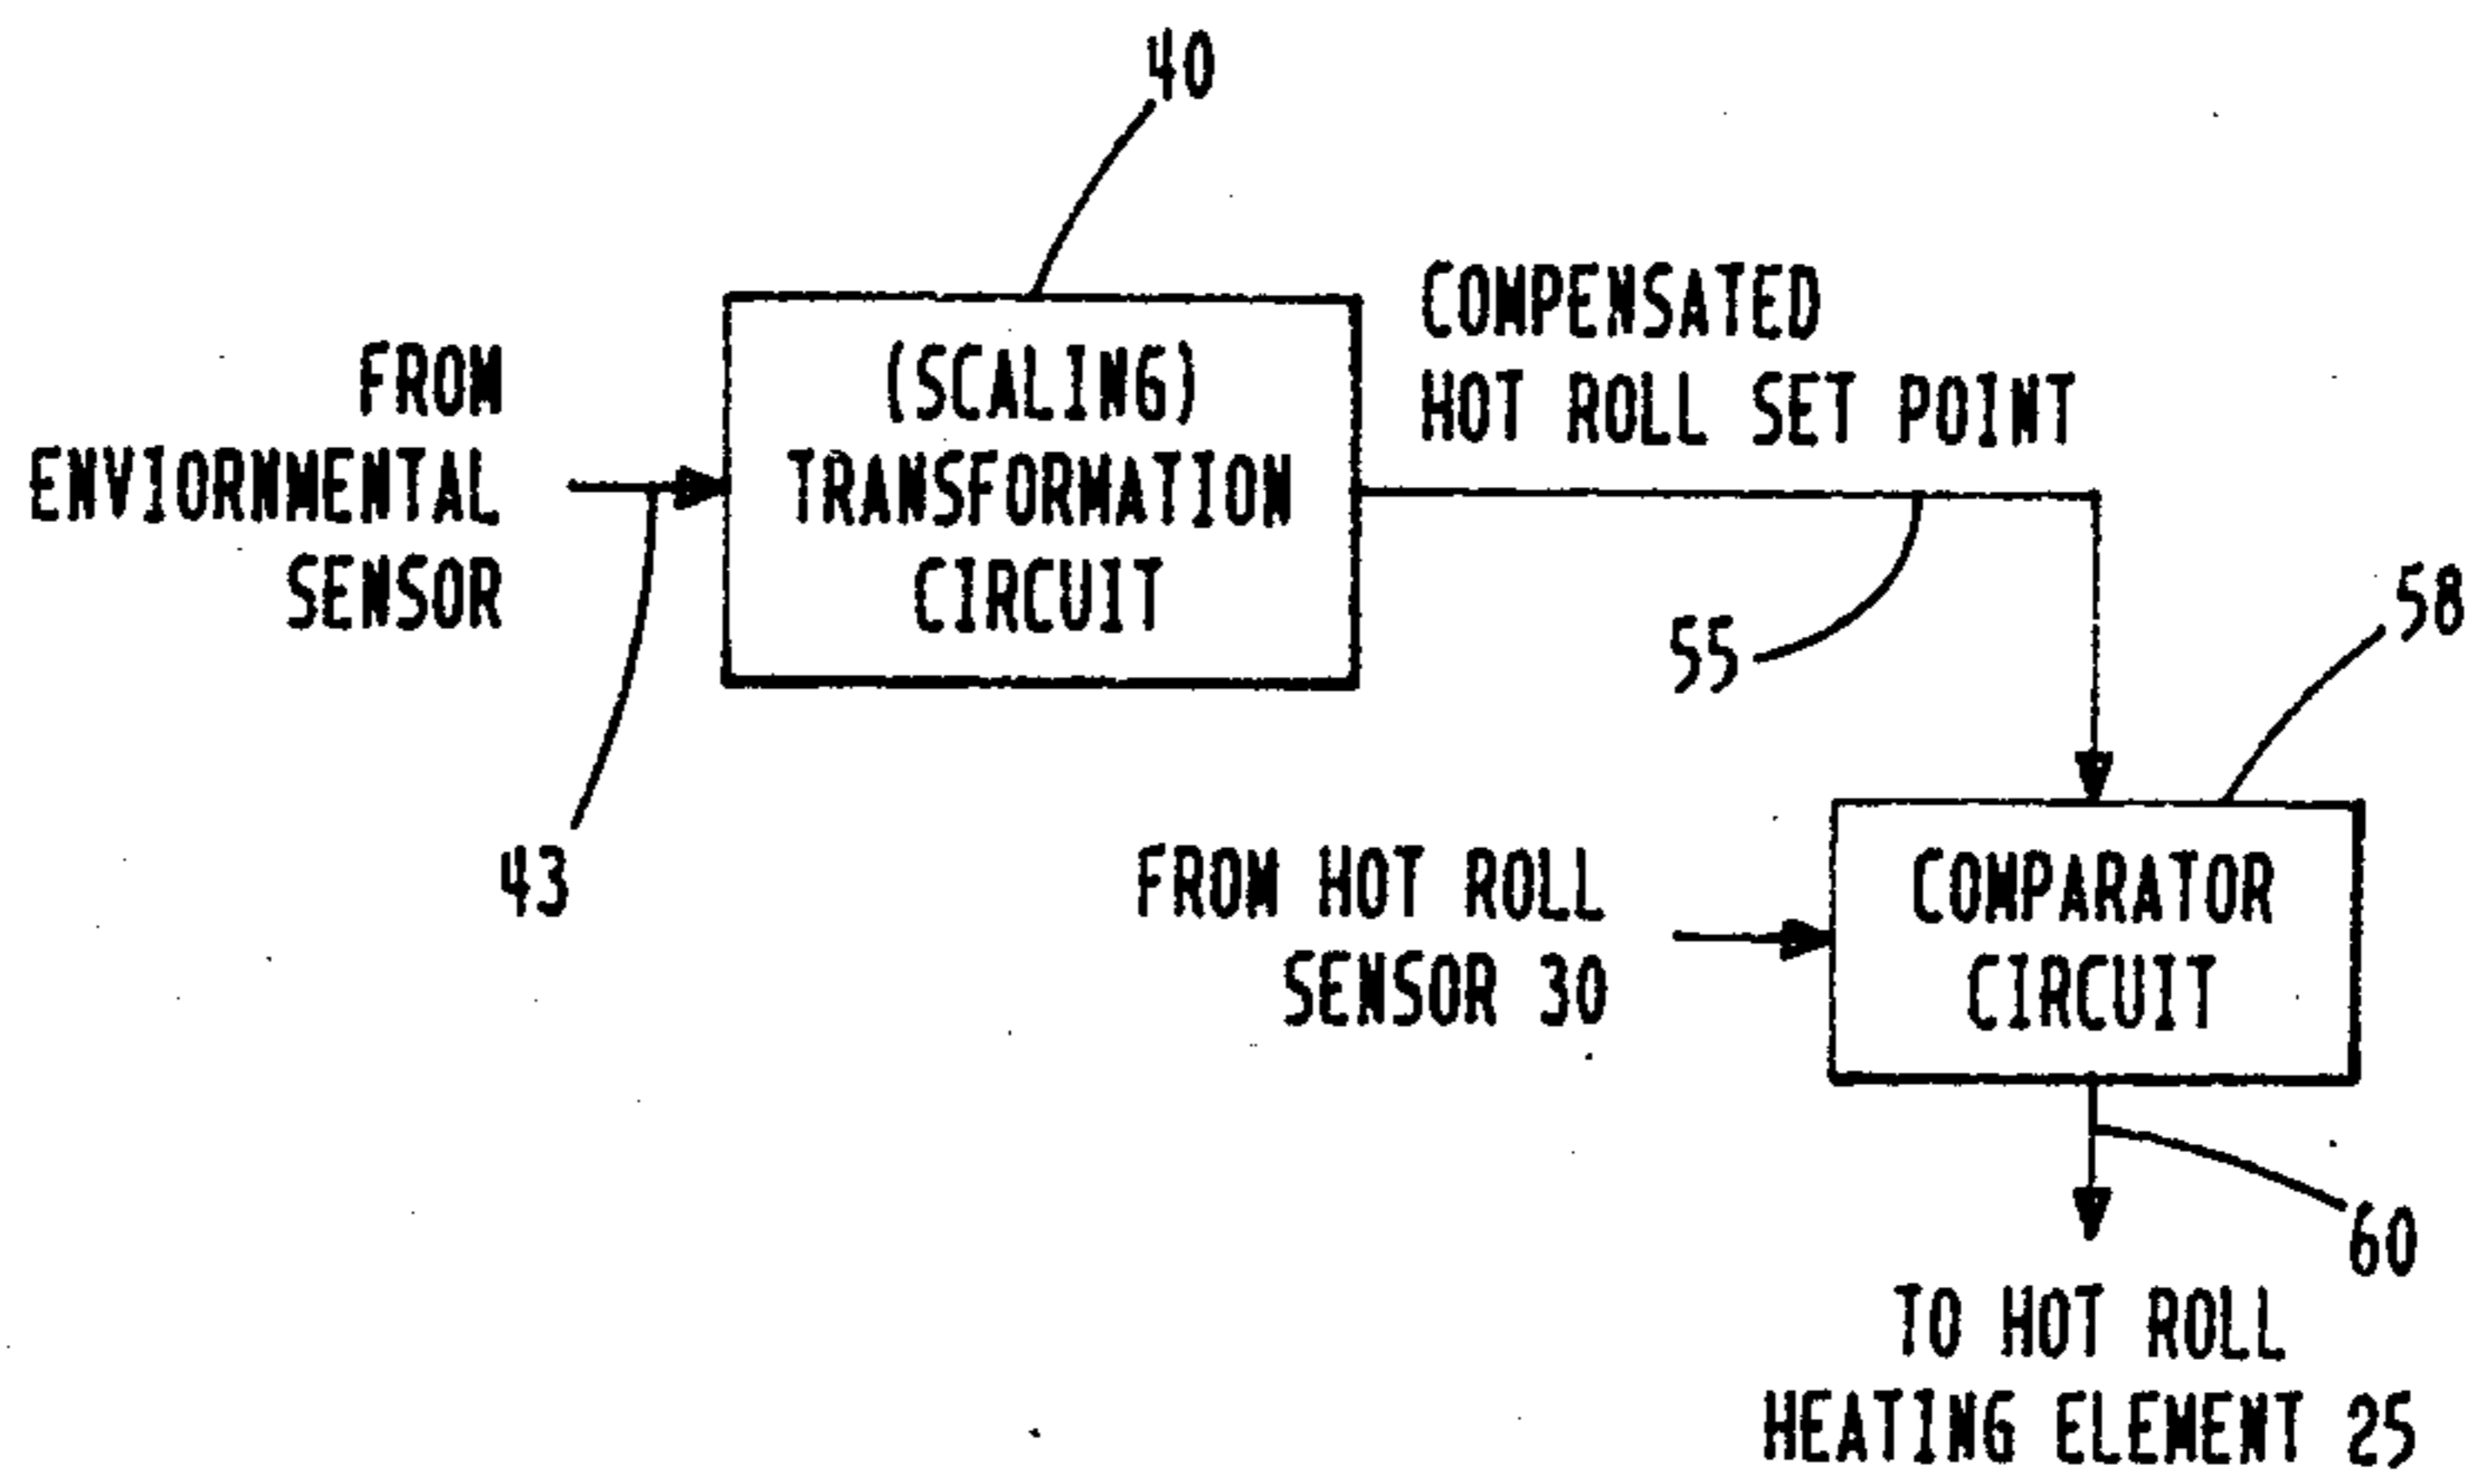 40
COMPENSATED
HOT ROLL SET POINT
FROM
ENVIORNMENTAL
SENSOR
(SCALING)
TRANSFORMATION
CIRCUIT
55
58
43
FROM HOT ROLL
SENSOR 30
COMPARATOR
CIRCUIT
60
TO HOT ROLL
HEATING ELEMENT 25